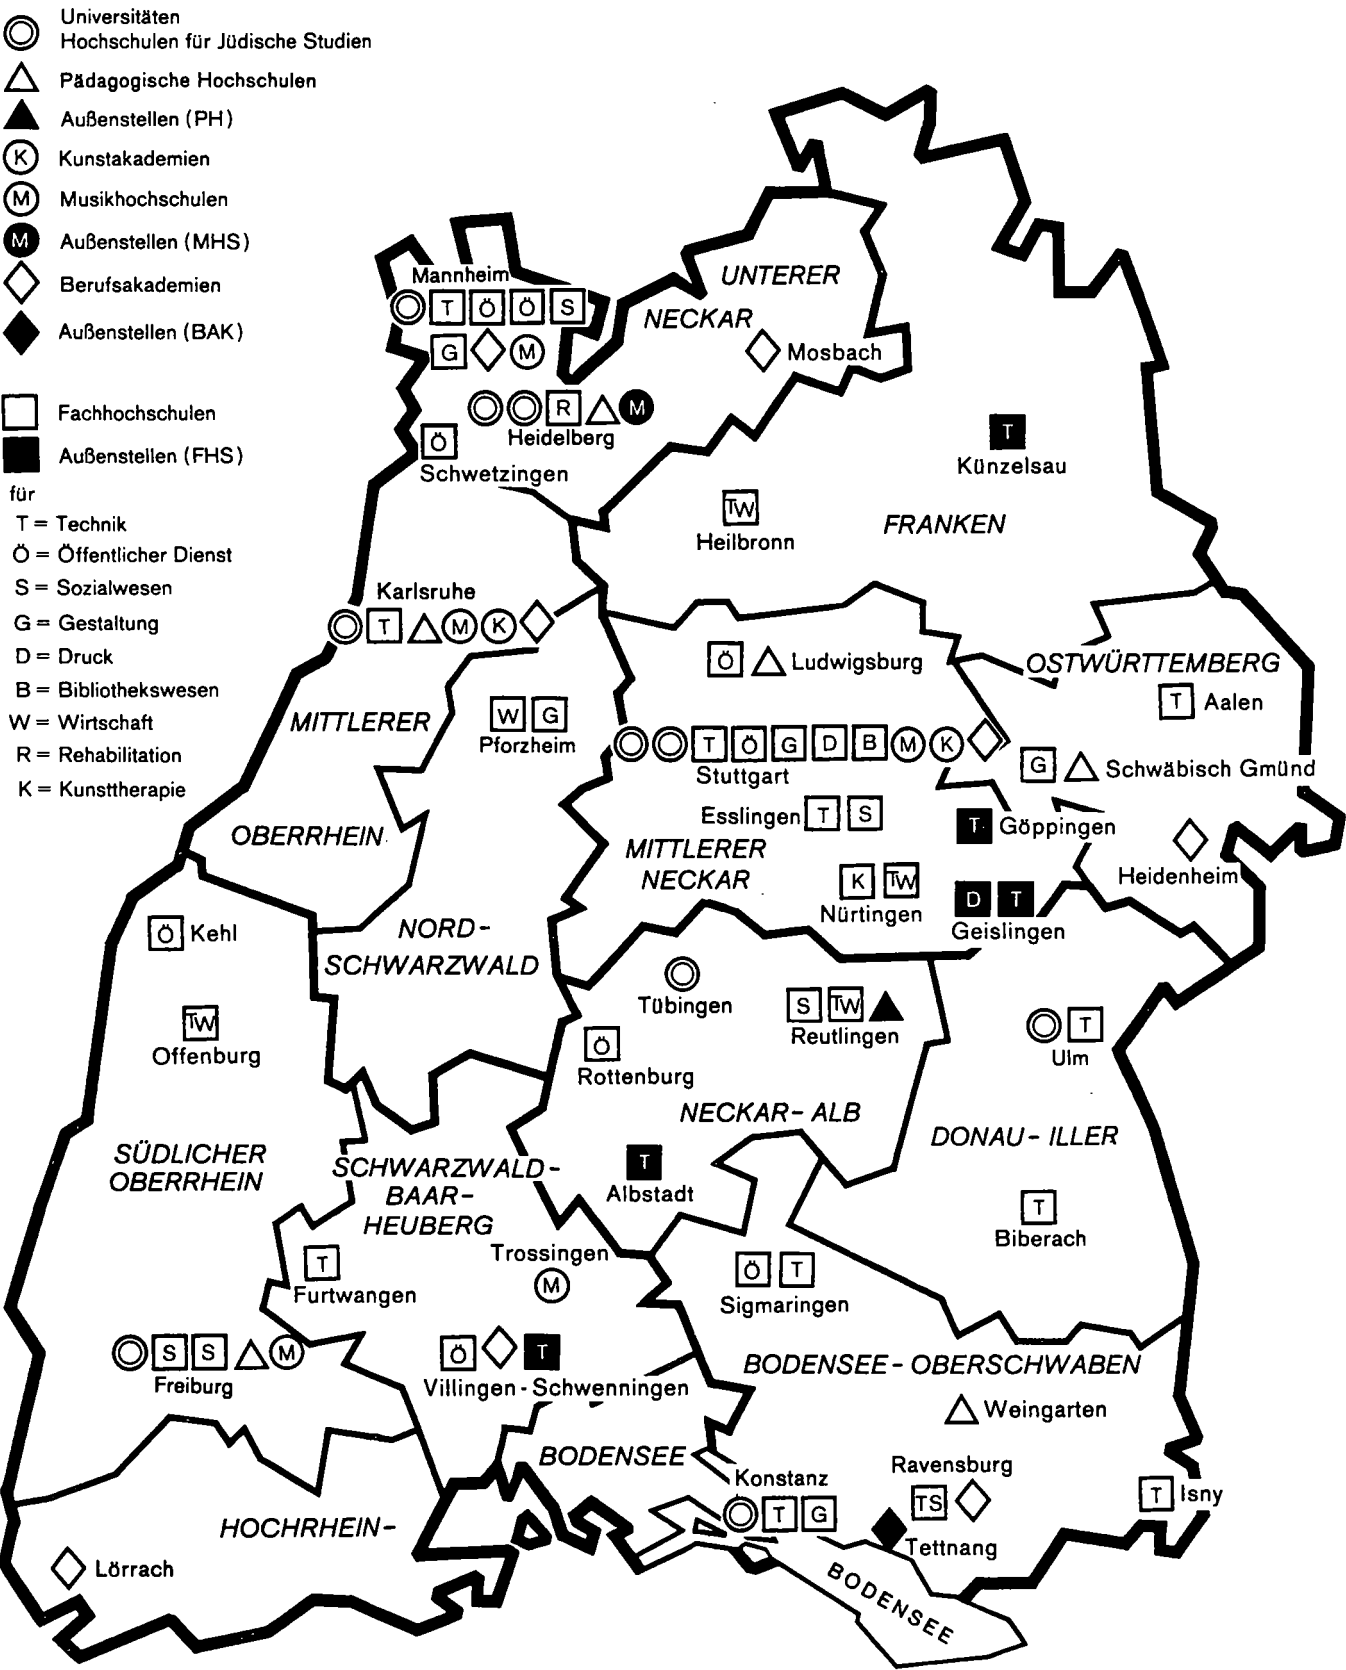 Universitäten
Hochschulen für Jüdische Studien
Pädagogische Hochschulen
Außenstellen (PH)
K Kunstakademien
M Musikhochschulen
M Außenstellen (MHS)
Berufsakademien
Außenstellen (BAK)
Fachhochschulen
Außenstellen (FHS)
für
T = Technik
Ö = Öffentlicher Dienst
S = Sozialwesen
G = Gestaltung
D = Druck
B = Bibliothekswesen
W = Wirtschaft
R = Rehabilitation
K = Kunsttherapie
Mannheim
T Ö Ö S
G M
UNTERER
NECKAR
Mosbach
R M
Heidelberg
Ö
Schwetzingen
T
Künzelsau
TW
Heilbronn
FRANKEN
Karlsruhe
T M K
Ö Ludwigsburg
OSTWÜRTTEMBERG
T Aalen
MITTLERER
OBERRHEIN
W G
Pforzheim
T Ö G D B M K
Stuttgart
G Schwäbisch Gmünd
Esslingen T S
T Göppingen
MITTLERER
NECKAR
K TW
Nürtingen
D T
Geislingen
Heidenheim
Ö Kehl
NORD-
SCHWARZWALD
Tübingen
S TW
Reutlingen
TW
Offenburg
Ö
Rottenburg
T
Ulm
NECKAR-ALB
DONAU-ILLER
SÜDLICHER
OBERRHEIN
SCHWARZWALD-
BAAR-
HEUBERG
T
Albstadt
T
Biberach
Trossingen
M
T
Furtwangen
Ö T
Sigmaringen
S S M
Freiburg
Ö T
Villingen-Schwenningen
BODENSEE-OBERSCHWABEN
Weingarten
BODENSEE
Konstanz
T G
Ravensburg
TS
T Isny
Tettnang
HOCHRHEIN-
Lörrach
BODENSEE